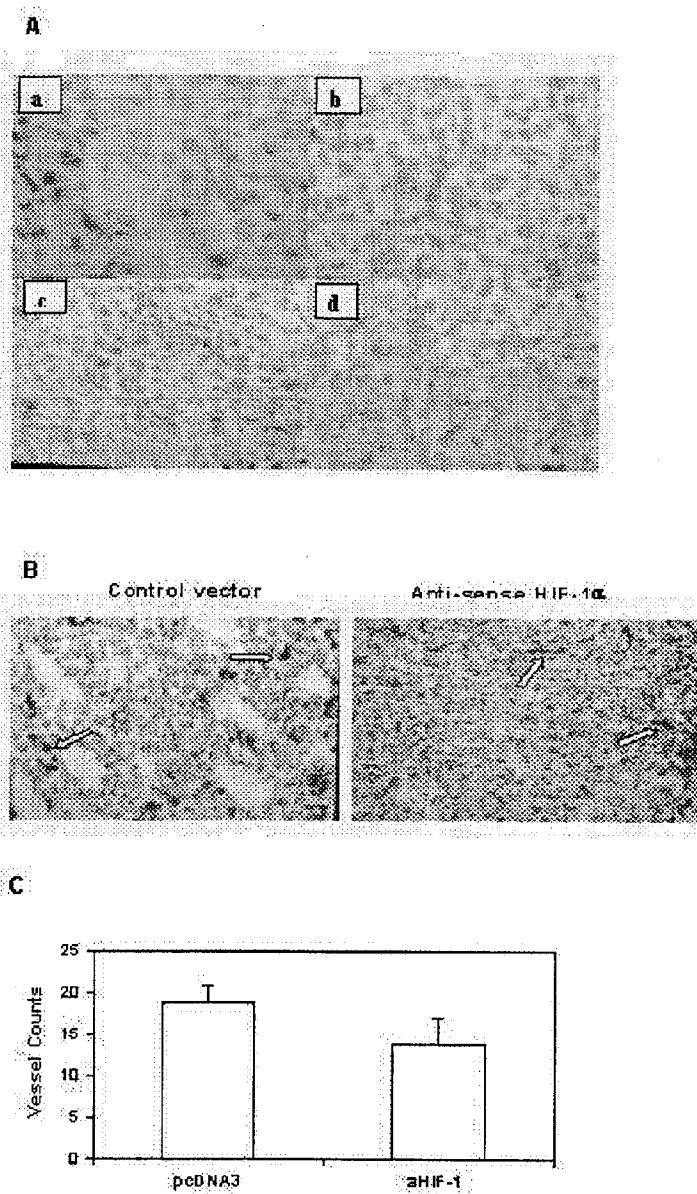 A
a b
c d
B
Control vector Anti-sense HIF-1α
C
25
20
15
10
5
0
Vessel Counts
pcDNA3 aHIF-1